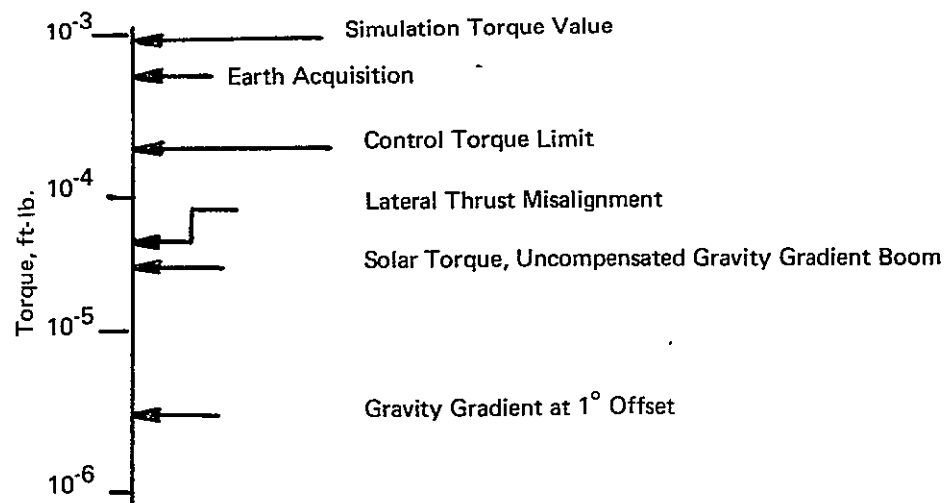 10⁻³
Simulation Torque Value
Earth Acquisition
Control Torque Limit
10⁻⁴
Lateral Thrust Misalignment
Solar Torque, Uncompensated Gravity Gradient Boom
Torque, ft-lb.
10⁻⁵
Gravity Gradient at 1° Offset
10⁻⁶